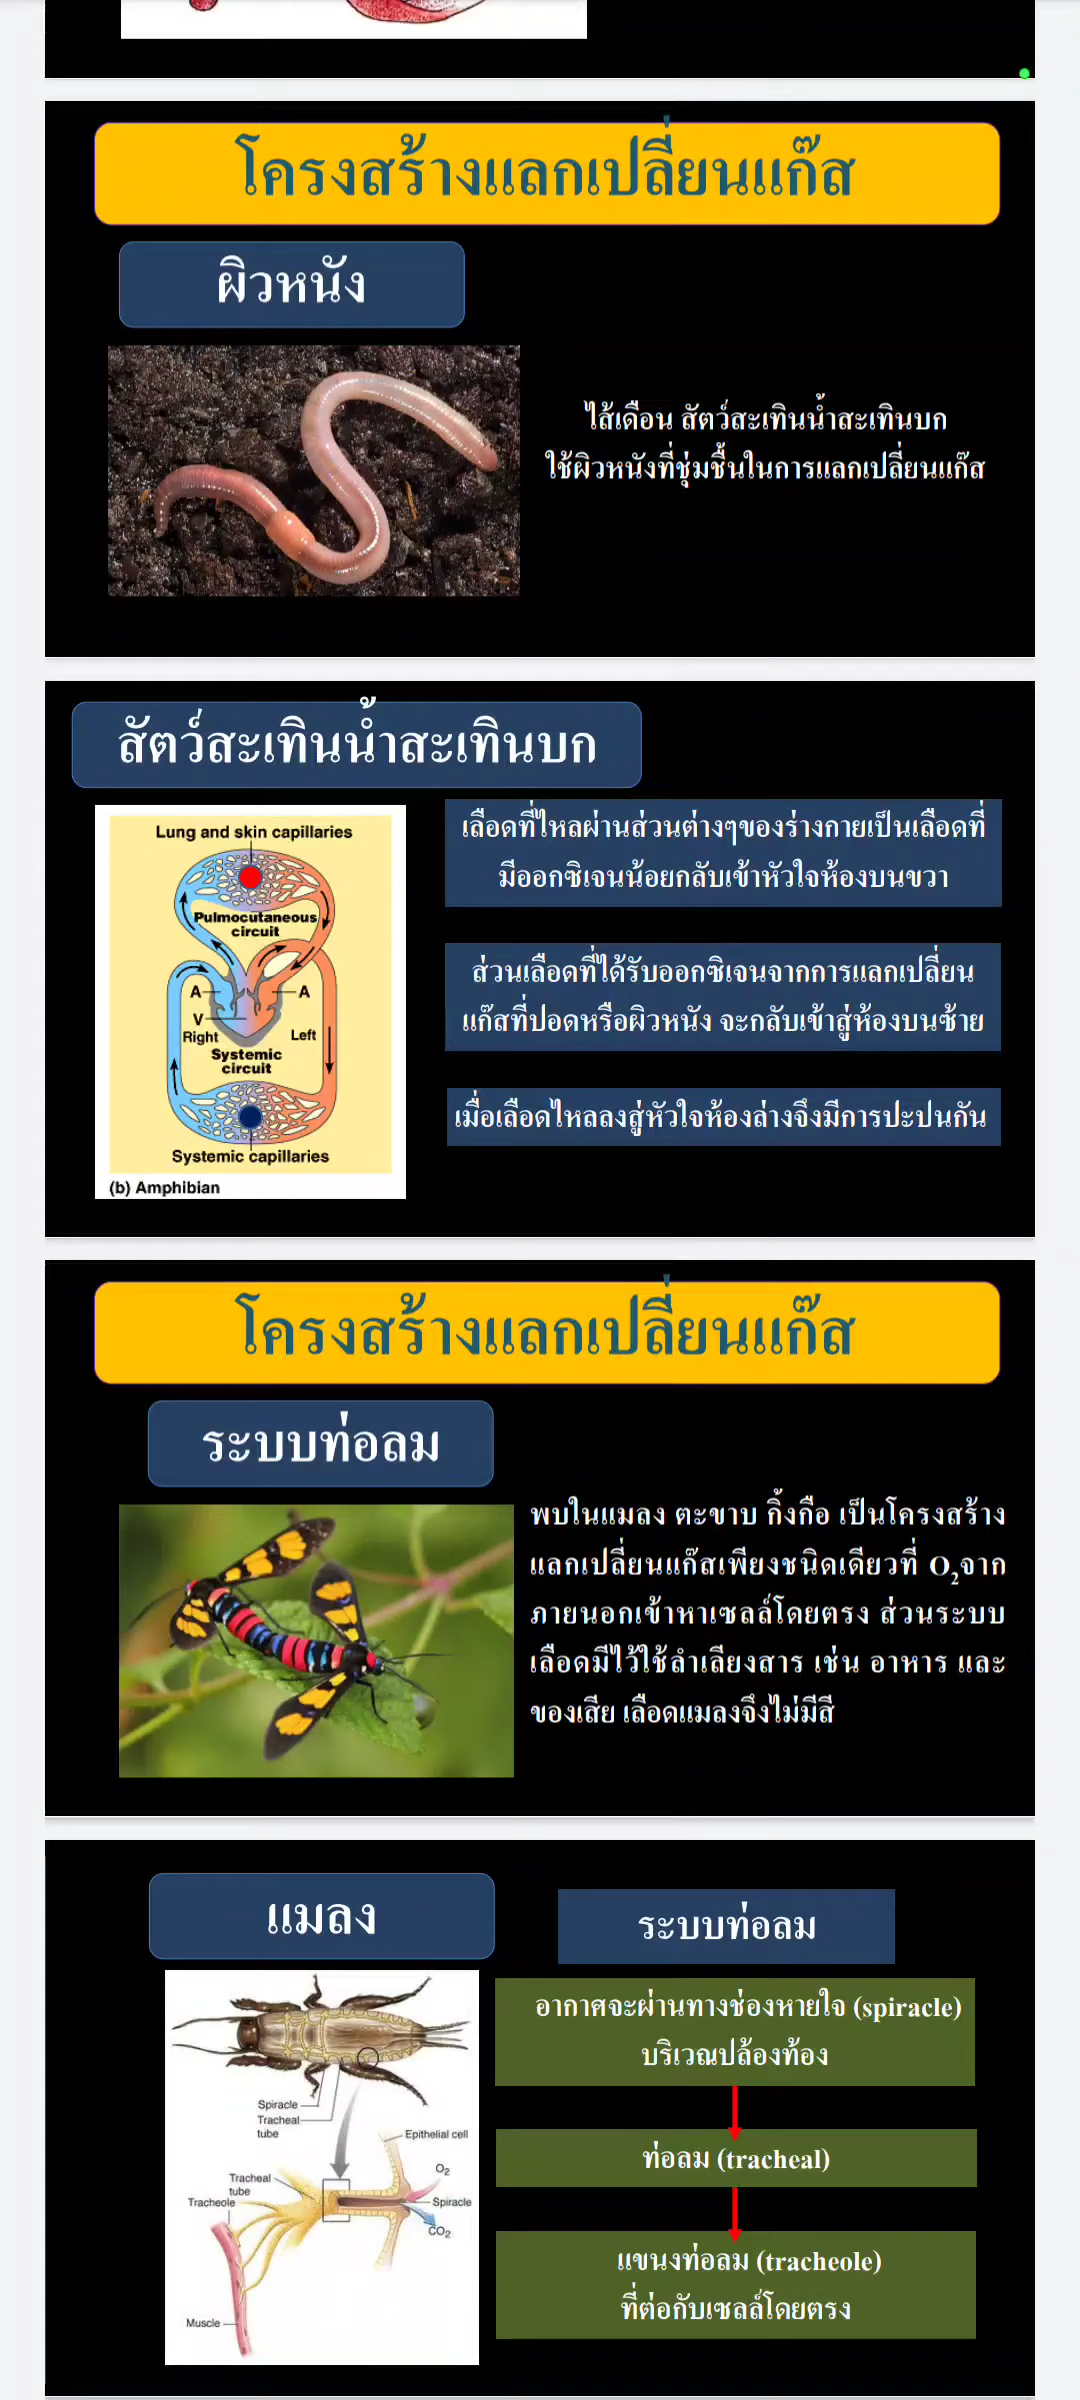 โครงสร้างแลกเปลี่ยนแก๊ส
ผิวหนัง
ไส้เดือน สัตว์สะเทินน้ำสะเทินบก
ใช้ผิวหนังที่ชุ่มชื้นในการแลกเปลี่ยนแก๊ส
สัตว์สะเทินน้ำสะเทินบก
Lung and skin capillaries
Pulmocutaneous
circuit
A
A
V
Right
Left
Systemic
circuit
Systemic capillaries
(b) Amphibian
เลือดที่ไหลผ่านส่วนต่างๆของร่างกายเป็นเลือดที่
มีออกซิเจนน้อยกลับเข้าหัวใจห้องบนขวา
ส่วนเลือดที่ได้รับออกซิเจนจากการแลกเปลี่ยน
แก๊สที่ปอดหรือผิวหนัง จะกลับเข้าสู่ห้องบนซ้าย
เมื่อเลือดไหลลงสู่หัวใจห้องล่างจึงมีการปะปนกัน
โครงสร้างแลกเปลี่ยนแก๊ส
ระบบท่อลม
พบในแมลง ตะขาบ กิ้งกือ เป็นโครงสร้าง
แลกเปลี่ยนแก๊สเพียงชนิดเดียวที่ O₂จาก
ภายนอกเข้าหาเซลล์โดยตรง ส่วนระบบ
เลือดมีไว้ใช้ลำเลียงสาร เช่น อาหาร และ
ของเสีย เลือดแมลงจึงไม่มีสี
แมลง
Spiracle
Tracheal
tube
Epithelial cell
O₂
Tracheal
tube
Tracheole
Spiracle
CO₂
Muscle
ระบบท่อลม
อากาศจะผ่านทางช่องหายใจ (spiracle)
บริเวณปล้องท้อง
ท่อลม (tracheal)
แขนงท่อลม (tracheole)
ที่ต่อกับเซลล์โดยตรง